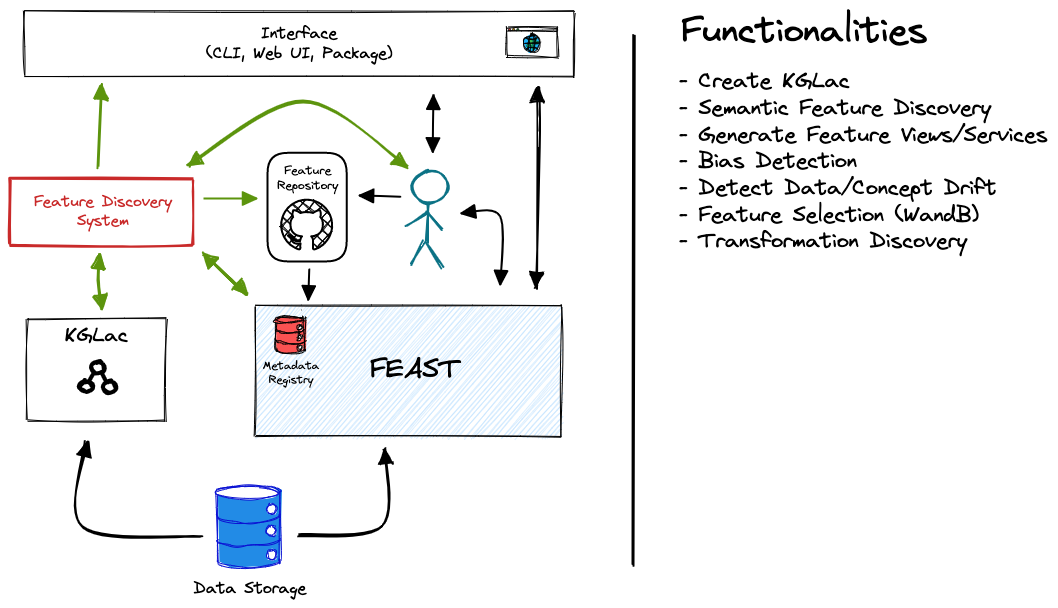 Interface
(CLI, Web UI, Package)
Feature
Repository
Feature Discovery
System
KGLac
Metadata
Registry
FEAST
Data Storage
Functionalities
- Create KGLac
- Semantic Feature Discovery
- Generate Feature Views/Services
- Bias Detection
- Detect Data/Concept Drift
- Feature Selection (WandB)
- Transformation Discovery